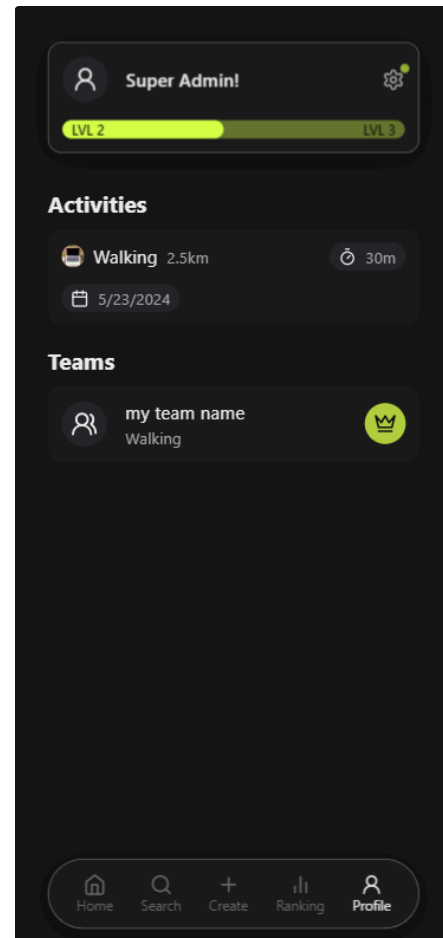 Super Admin!
LVL 2 LVL 3
Activities
Walking 2.5km 30m
5/23/2024
Teams
my team name
Walking
Home Search Create Ranking Profile